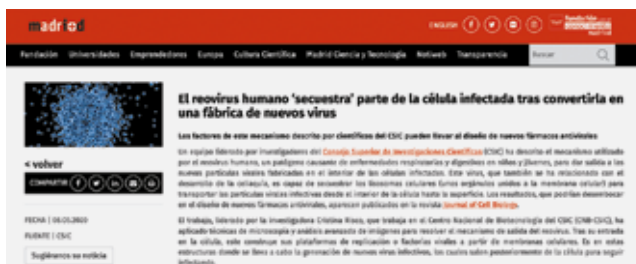 madri+d
ENGLISH
Fundación Universidades Emprendedores Europa Cultura Científica Madrid Ciencia y Tecnología Notiweb Transparencia Buscar
El reovirus humano 'secuestra' parte de la célula infectada tras convertirla en
una fábrica de nuevos virus
Los factores de este mecanismo descrito por científicos del CSIC pueden llevar al diseño de nuevos fármacos antivirales
Un equipo liderado por investigadores del Consejo Superior de Investigaciones Científicas (CSIC) ha descrito el mecanismo utilizado
por el reovirus humano, un patógeno causante de enfermedades respiratorias y digestivas en niños y jóvenes, para dar salida a las
nuevas partículas virales fabricadas en el interior de las células infectadas. Este virus, que también se ha relacionado con el
desarrollo de la celiaquía, es capaz de secuestrar los lisosomas celulares (unos orgánulos unidos a la membrana celular) para
transportar las partículas virales infectivas desde el interior de la célula hasta la superficie. Los resultados, que podrían desembocar
en el diseño de nuevos fármacos antivirales, aparecen publicados en la revista Journal of Cell Biology.
< volver
COMPARTIR
FECHA | 06.05.2020
FUENTE | CSIC
Sugiérenos su noticia
El trabajo, liderado por la investigadora Cristina Risco, que trabaja en el Centro Nacional de Biotecnología del CSIC (CNB-CSIC), ha
aplicado técnicas de microscopía y análisis avanzado de imágenes para resolver el mecanismo de salida del reovirus. Tras su entrada
en la célula, este construye sus plataformas de replicación o factorías virales a partir de membranas celulares. Es en estas
estructuras donde se lleva a cabo la generación de nuevos virus infectivos, los cuales salen posteriormente de la célula para seguir
infectando.